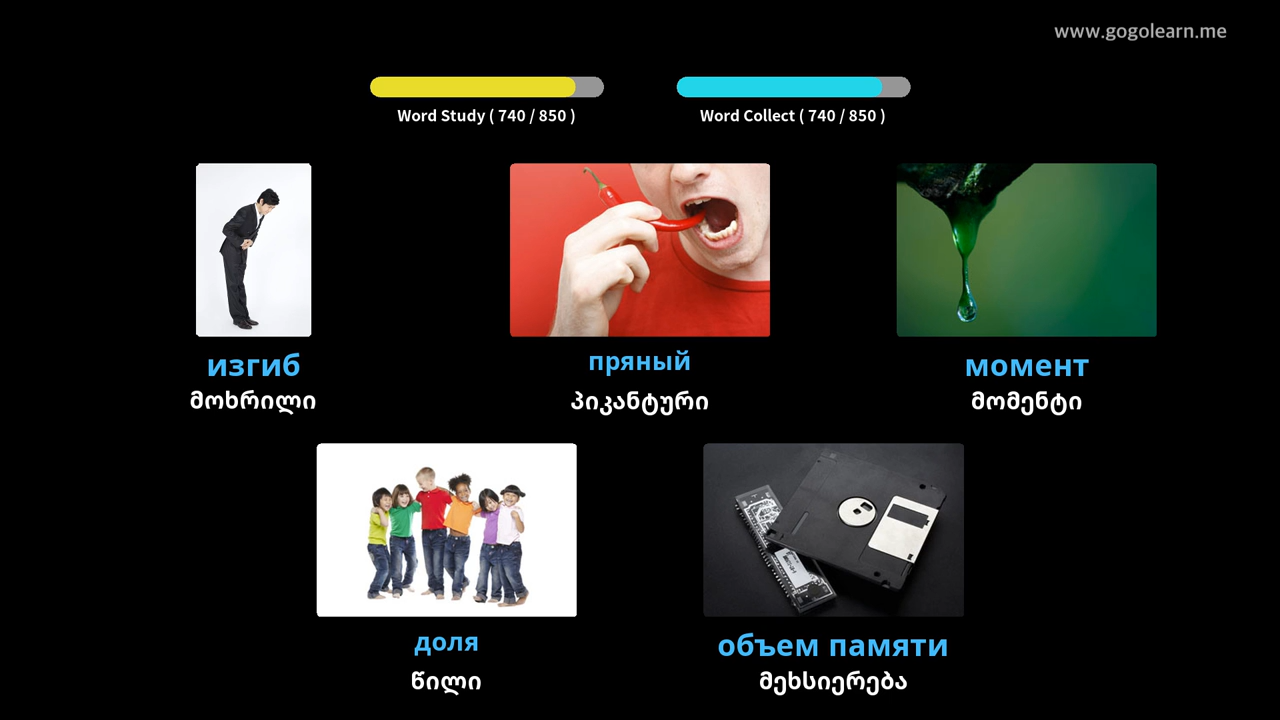 www.gogolearn.me
Word Study ( 740 / 850 )
Word Collect ( 740 / 850 )
изгиб
მოხრილი
пряный
პიკანტური
момент
მომენტი
доля
წილი
объем памяти
მეხსიერება